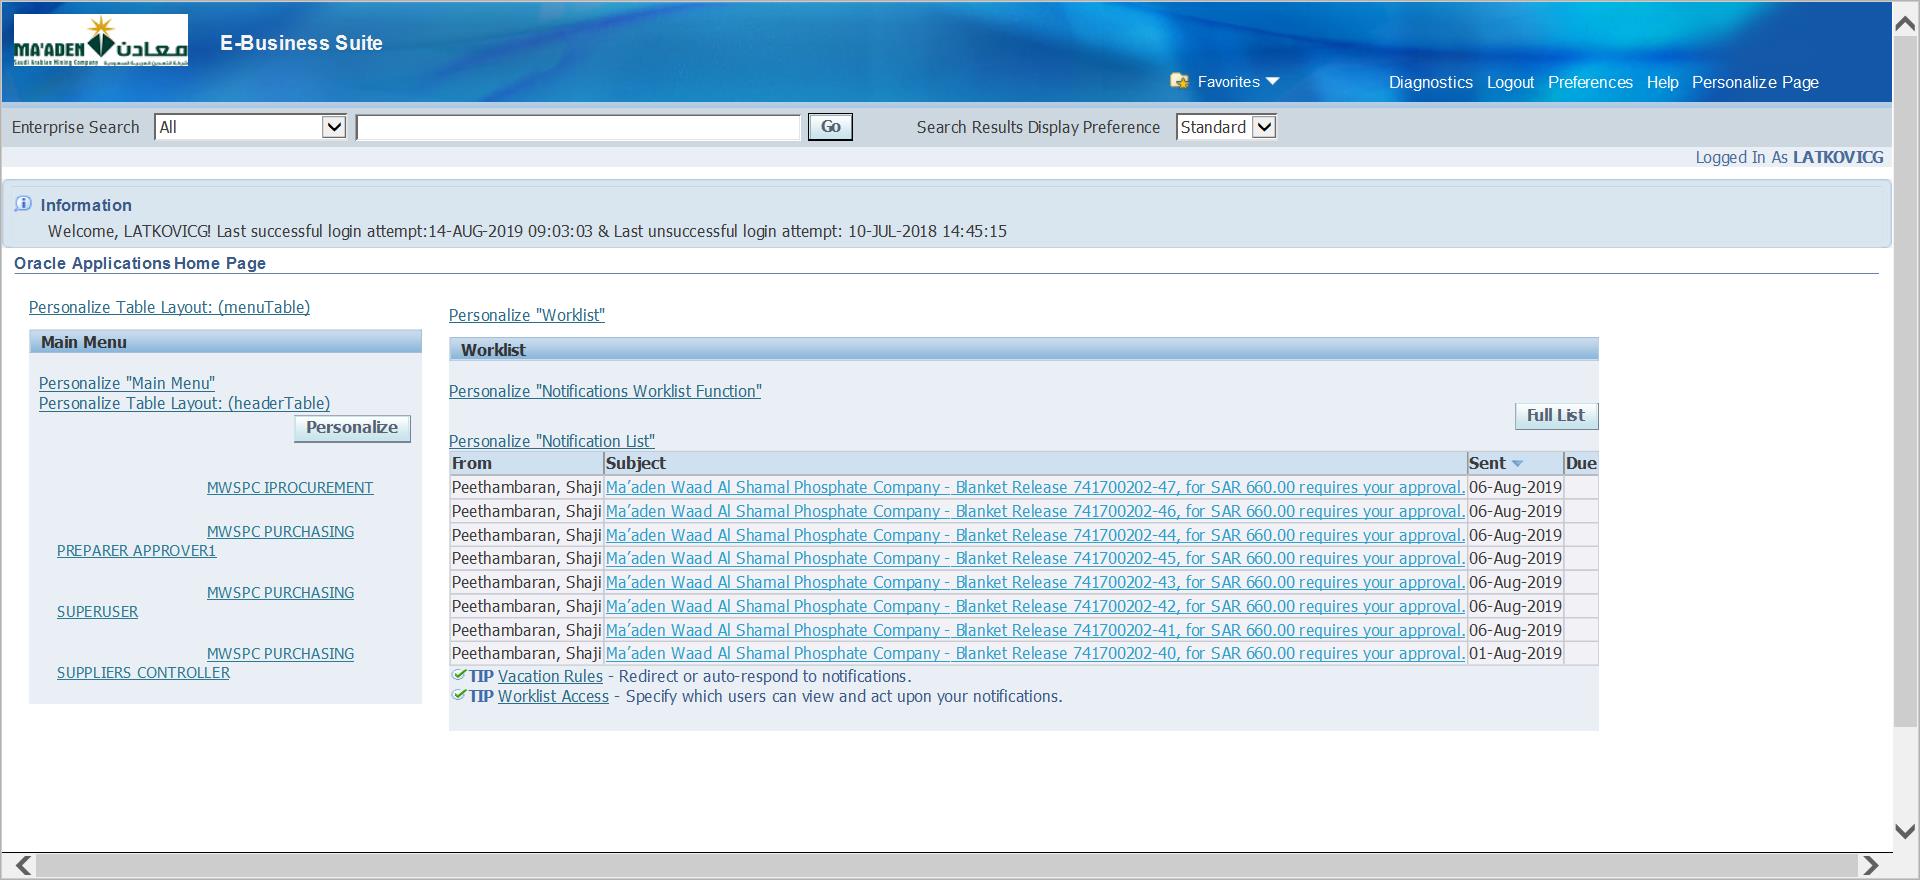 MA'ADEN معادن
Saudi Arabian Mining Company
E-Business Suite
Favorites
Diagnostics Logout Preferences Help Personalize Page
Enterprise Search All Go Search Results Display Preference Standard
Logged In As LATKOVICG
Information
Welcome, LATKOVICG! Last successful login attempt:14-AUG-2019 09:03:03 & Last unsuccessful login attempt: 10-JUL-2018 14:45:15
Oracle Applications Home Page
Personalize Table Layout: (menuTable)
Main Menu
Personalize "Main Menu"
Personalize Table Layout: (headerTable)
Personalize
MWSPC IPROCUREMENT
MWSPC PURCHASING
PREPARER APPROVER1
MWSPC PURCHASING
SUPERUSER
MWSPC PURCHASING
SUPPLIERS CONTROLLER
Personalize "Worklist"
Worklist
Personalize "Notifications Worklist Function"
Full List
Personalize "Notification List"
From Subject Sent Due
Peethambaran, Shaji Ma’aden Waad Al Shamal Phosphate Company - Blanket Release 741700202-47, for SAR 660.00 requires your approval. 06-Aug-2019
Peethambaran, Shaji Ma’aden Waad Al Shamal Phosphate Company - Blanket Release 741700202-46, for SAR 660.00 requires your approval. 06-Aug-2019
Peethambaran, Shaji Ma’aden Waad Al Shamal Phosphate Company - Blanket Release 741700202-44, for SAR 660.00 requires your approval. 06-Aug-2019
Peethambaran, Shaji Ma’aden Waad Al Shamal Phosphate Company - Blanket Release 741700202-45, for SAR 660.00 requires your approval. 06-Aug-2019
Peethambaran, Shaji Ma’aden Waad Al Shamal Phosphate Company - Blanket Release 741700202-43, for SAR 660.00 requires your approval. 06-Aug-2019
Peethambaran, Shaji Ma’aden Waad Al Shamal Phosphate Company - Blanket Release 741700202-42, for SAR 660.00 requires your approval. 06-Aug-2019
Peethambaran, Shaji Ma’aden Waad Al Shamal Phosphate Company - Blanket Release 741700202-41, for SAR 660.00 requires your approval. 06-Aug-2019
Peethambaran, Shaji Ma’aden Waad Al Shamal Phosphate Company - Blanket Release 741700202-40, for SAR 660.00 requires your approval. 01-Aug-2019
TIP Vacation Rules - Redirect or auto-respond to notifications.
TIP Worklist Access - Specify which users can view and act upon your notifications.